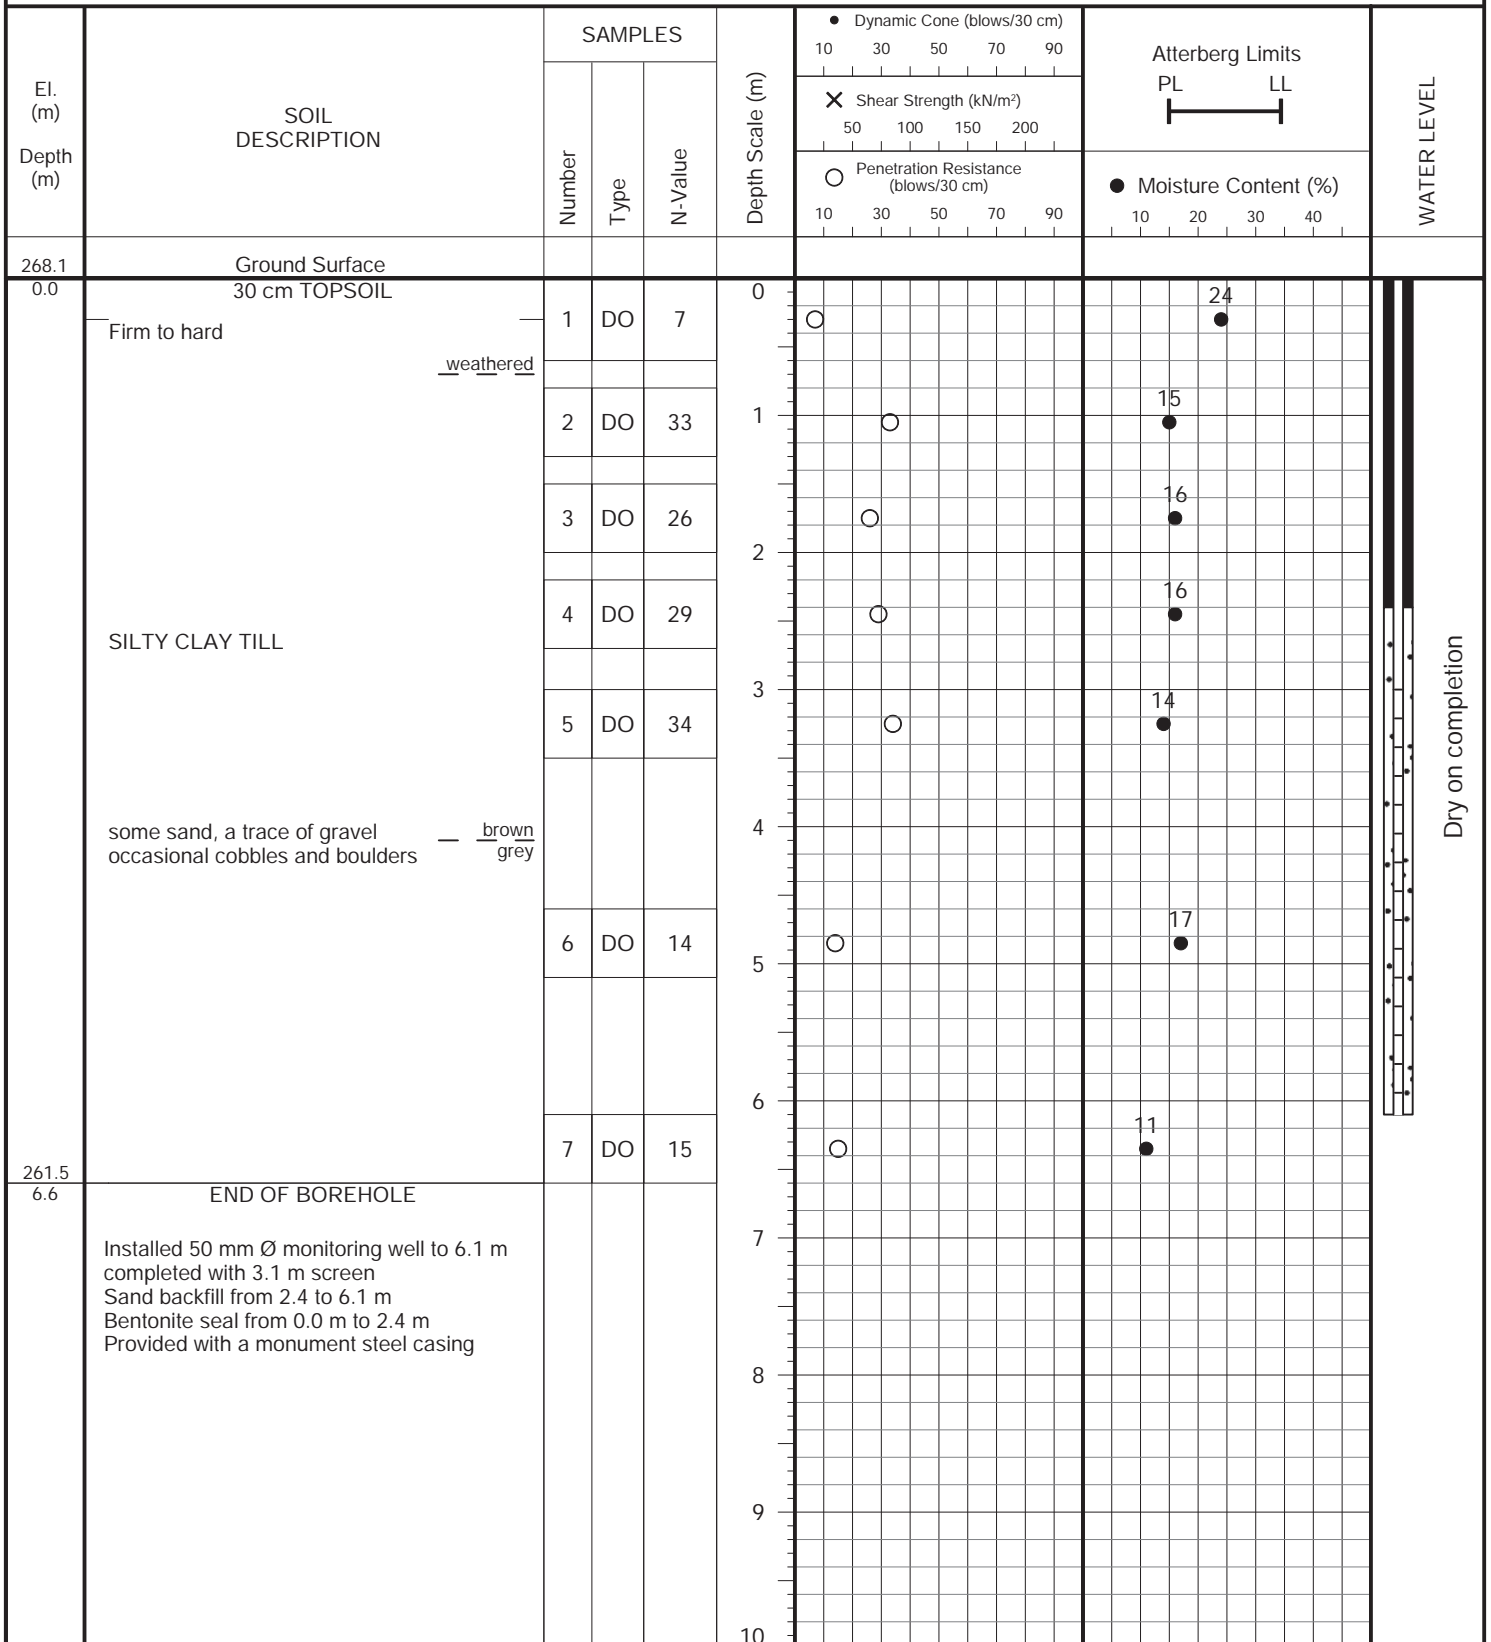 El.
(m)
Depth
(m)
SOIL
DESCRIPTION
SAMPLES
Number
Type
N-Value
Depth Scale (m)
Dynamic Cone (blows/30 cm)
10 30 50 70 90
Shear Strength (kN/m²)
50 100 150 200
Penetration Resistance
(blows/30 cm)
10 30 50 70 90
Atterberg Limits
PL LL
Moisture Content (%)
10 20 30 40
WATER LEVEL
268.1 Ground Surface
0.0 30 cm TOPSOIL 0
24
Firm to hard 1 DO 7
weathered
15
2 DO 33 1
16
3 DO 26
2
16
4 DO 29
SILTY CLAY TILL
3
14
5 DO 34
Dry on completion
some sand, a trace of gravel brown 4
occasional cobbles and boulders grey
17
6 DO 14
5
6
11
7 DO 15
261.5
6.6 END OF BOREHOLE
7
Installed 50 mm Ø monitoring well to 6.1 m
completed with 3.1 m screen
Sand backfill from 2.4 to 6.1 m
Bentonite seal from 0.0 m to 2.4 m
Provided with a monument steel casing
8
9
10